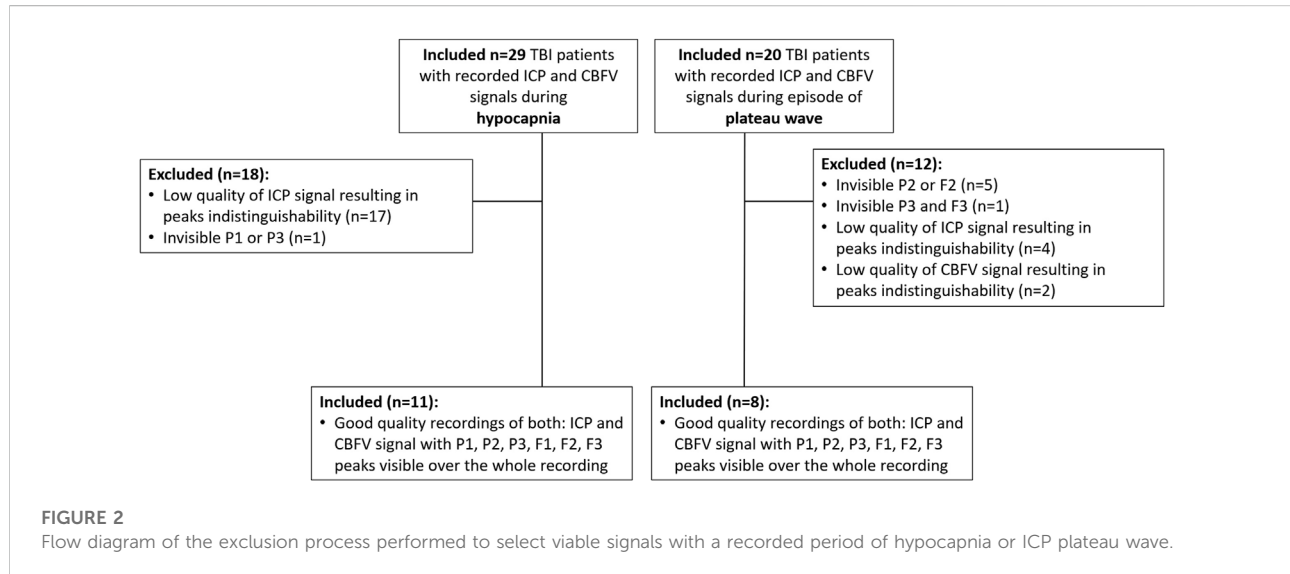 Included n=29 TBI patients
with recorded ICP and CBFV
signals during
hypocapnia
Included n=20 TBI patients
with recorded ICP and CBFV
signals during episode of
plateau wave
Excluded (n=18):
• Low quality of ICP signal resulting in
peaks indistinguishability (n=17)
• Invisible P1 or P3 (n=1)
Excluded (n=12):
• Invisible P2 or F2 (n=5)
• Invisible P3 and F3 (n=1)
• Low quality of ICP signal resulting in
peaks indistinguishability (n=4)
• Low quality of CBFV signal resulting in
peaks indistinguishability (n=2)
Included (n=11):
• Good quality recordings of both: ICP and
CBFV signal with P1, P2, P3, F1, F2, F3
peaks visible over the whole recording
Included (n=8):
• Good quality recordings of both: ICP and
CBFV signal with P1, P2, P3, F1, F2, F3
peaks visible over the whole recording
FIGURE 2
Flow diagram of the exclusion process performed to select viable signals with a recorded period of hypocapnia or ICP plateau wave.